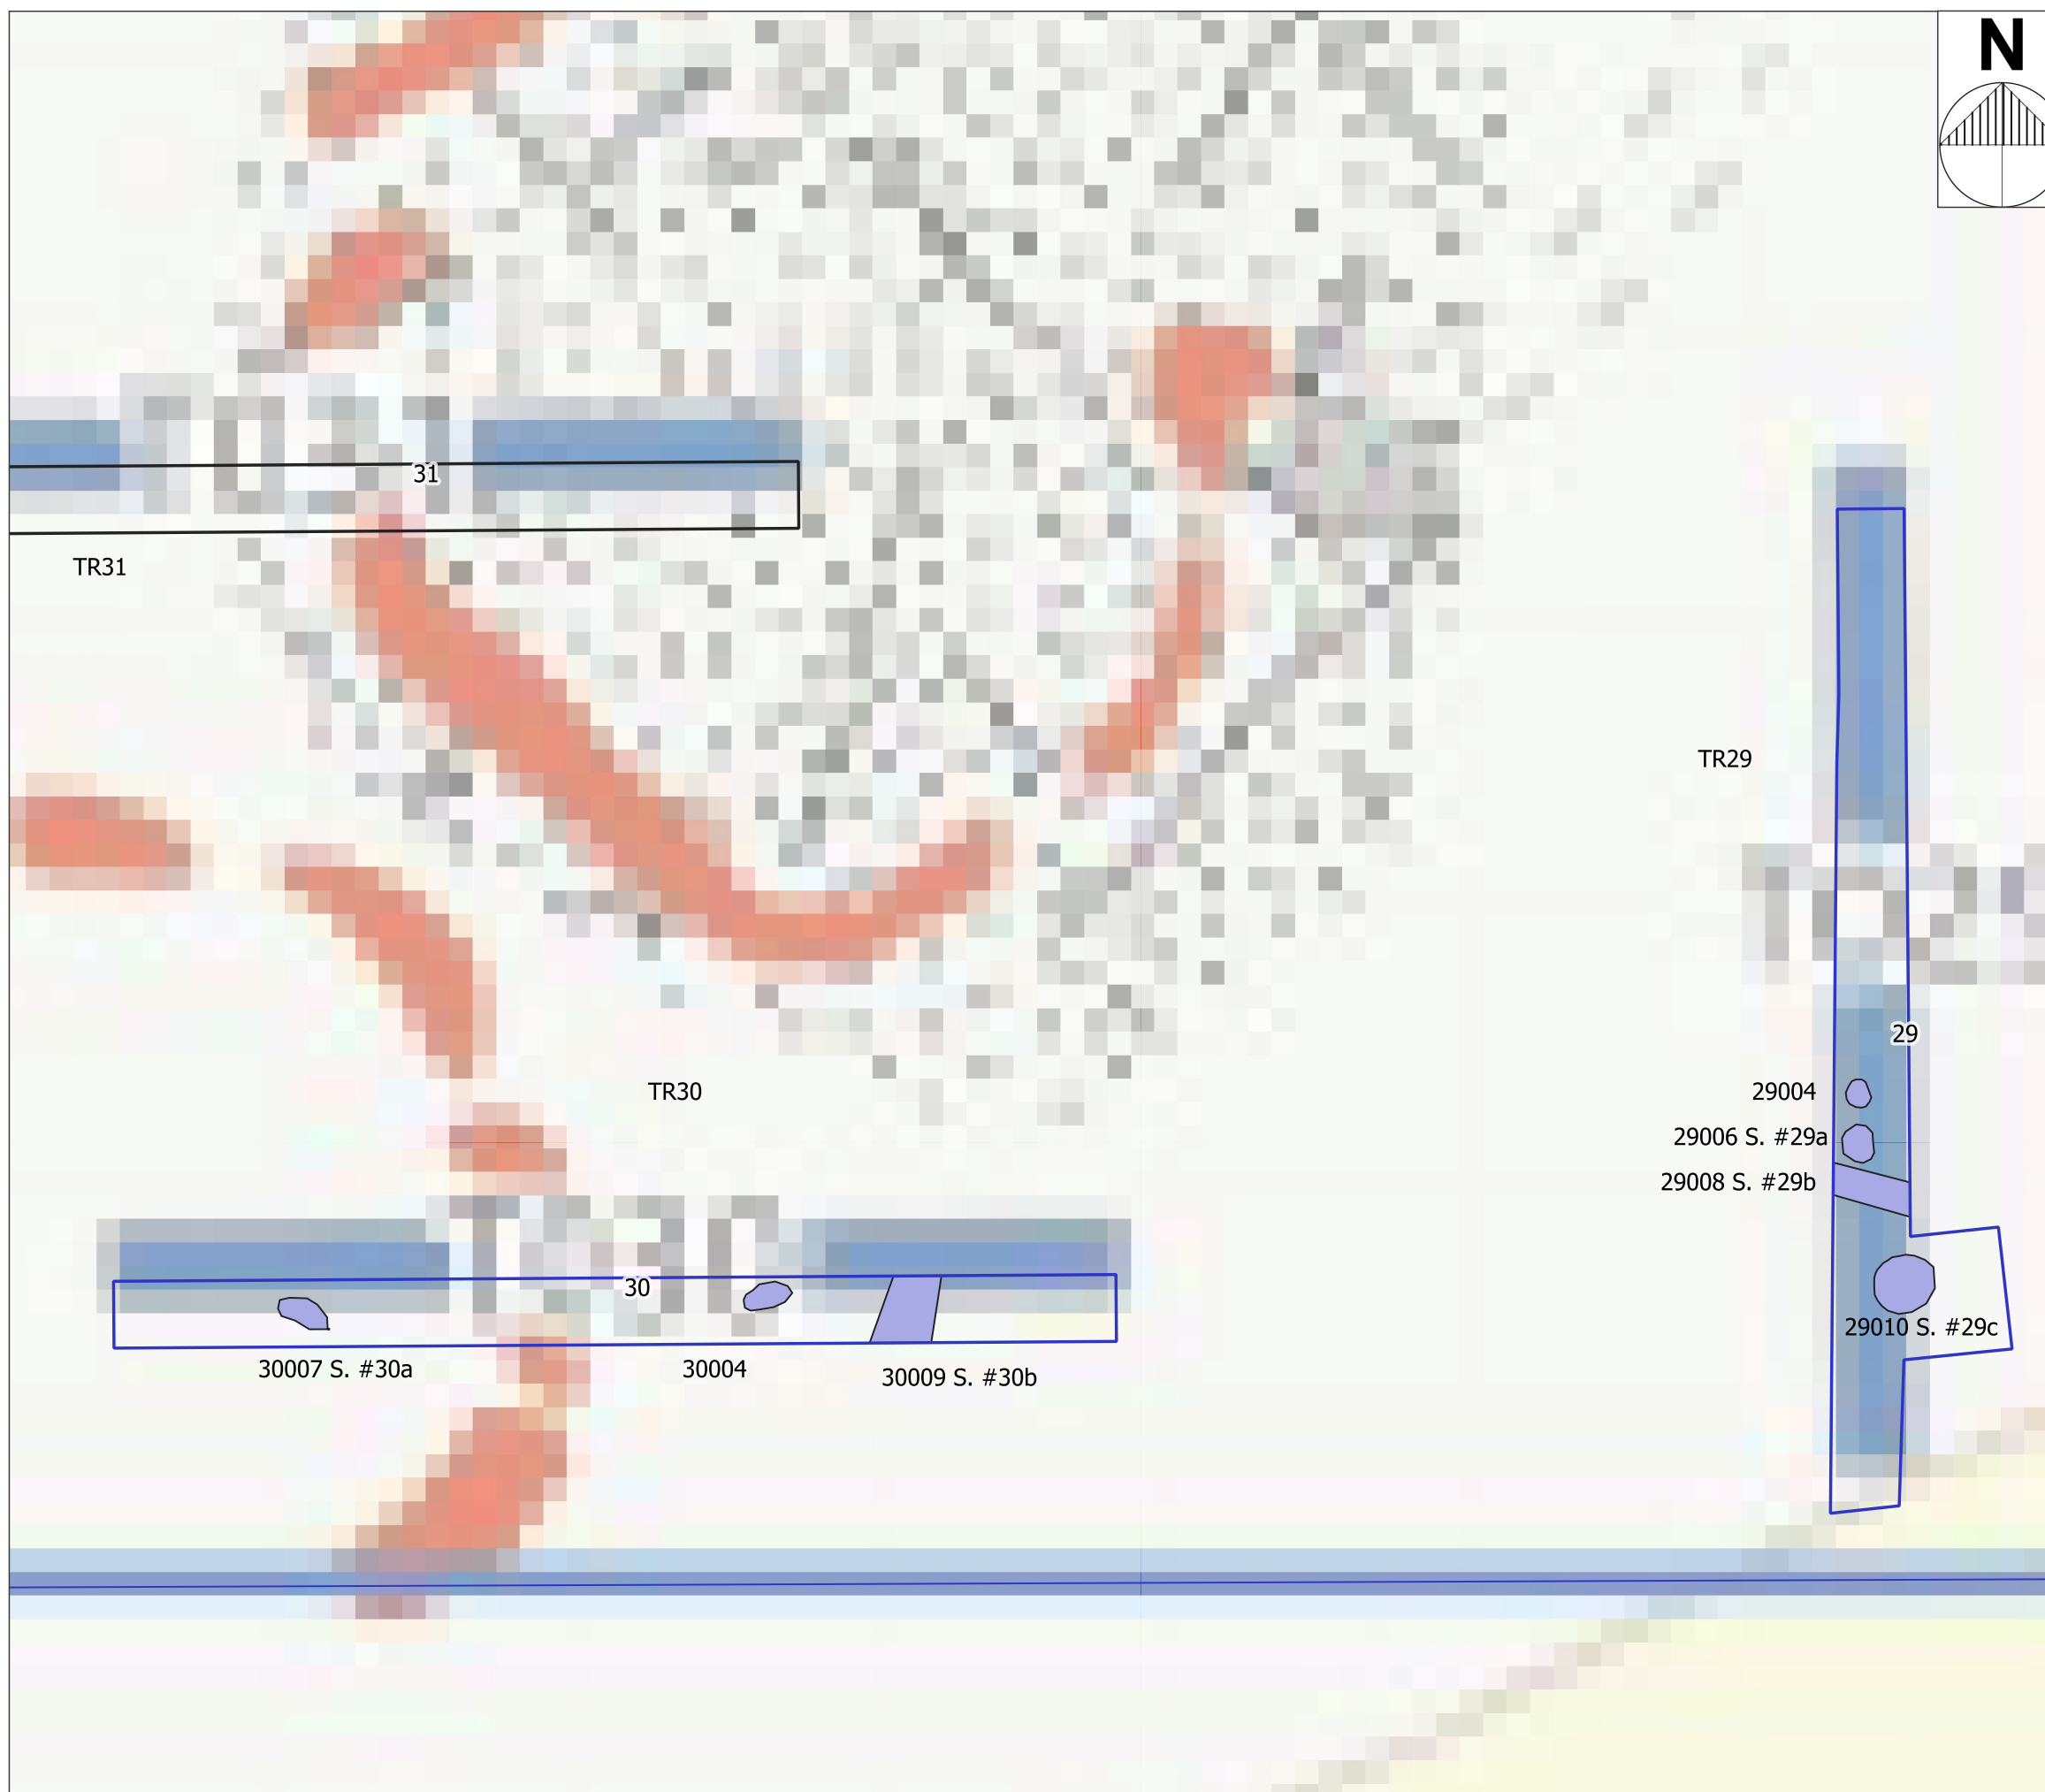 N
31
TR31
TR29
29
TR30
29004
29006 S. #29a
29008 S. #29b
30
29010 S. #29c
30007 S. #30a
30004
30009 S. #30b